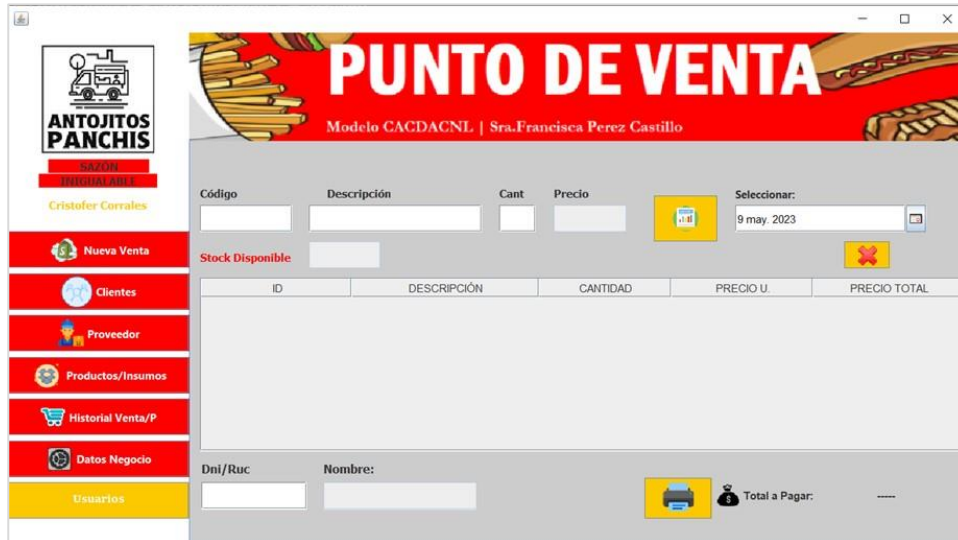 ANTOJITOS
PANCHIS
SAZÓN
INIGUALABLE
Cristofer Corrales
Nueva Venta
Clientes
Proveedor
Productos/Insumos
Historial Venta/P
Datos Negocio
Usuarios
PUNTO DE VENTA
Modelo CACDACNL | Sra.Francisca Perez Castillo
Código Descripción Cant Precio Seleccionar:
9 may. 2023
Stock Disponible
ID DESCRIPCIÓN CANTIDAD PRECIO U. PRECIO TOTAL
Dni/Ruc Nombre:
Total a Pagar: -----